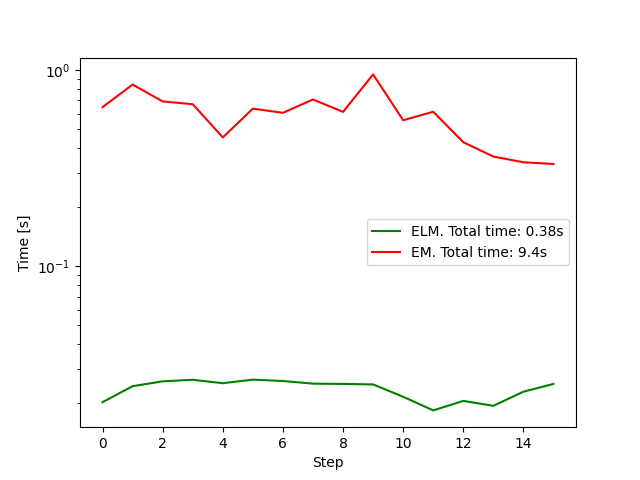 10⁰
10⁻¹
Time [s]
ELM. Total time: 0.38s
EM. Total time: 9.4s
0 2 4 6 8 10 12 14
Step